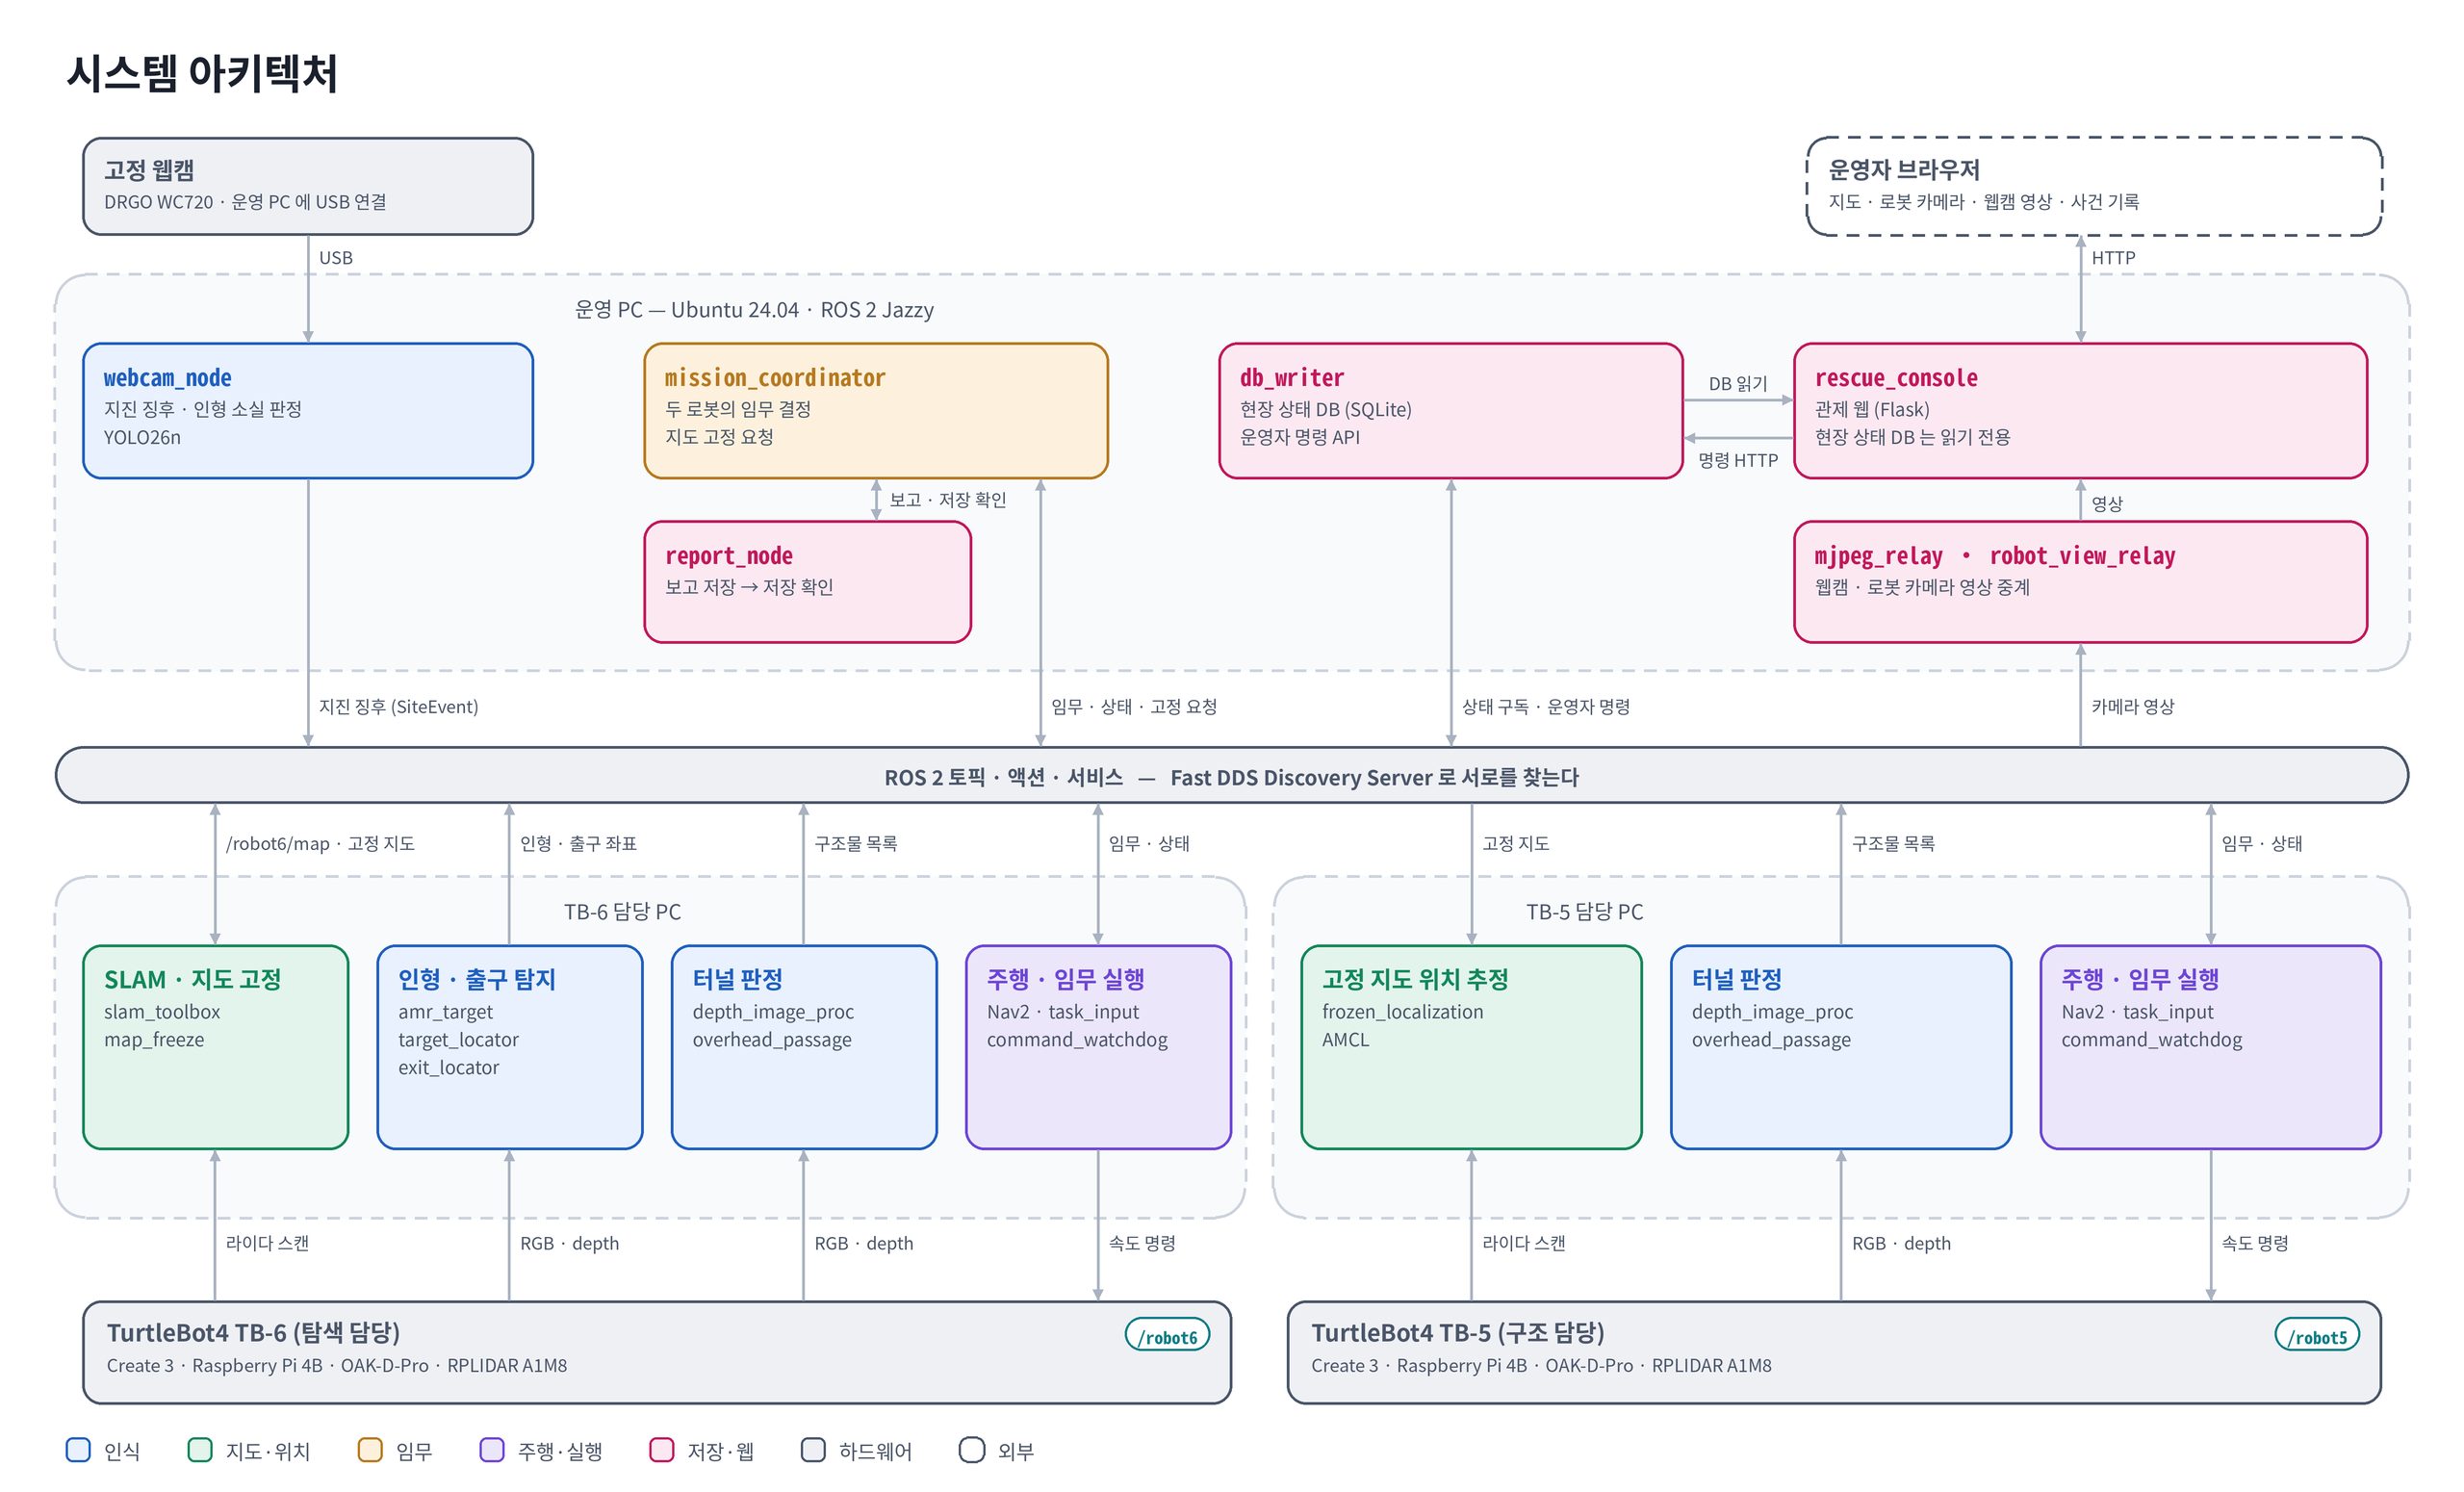 시스템 아키텍처
고정 웹캠
DRGO WC720 · 운영 PC 에 USB 연결
운영자 브라우저
지도 · 로봇 카메라 · 웹캠 영상 · 사건 기록
USB
HTTP
운영 PC — Ubuntu 24.04 · ROS 2 Jazzy
webcam_node
지진 징후 · 인형 소실 판정
YOLO26n
mission_coordinator
두 로봇의 임무 결정
지도 고정 요청
db_writer
현장 상태 DB (SQLite)
운영자 명령 API
DB 읽기
명령 HTTP
rescue_console
관제 웹 (Flask)
현장 상태 DB 는 읽기 전용
보고 · 저장 확인
영상
report_node
보고 저장 → 저장 확인
mjpeg_relay · robot_view_relay
웹캠 · 로봇 카메라 영상 중계
지진 징후 (SiteEvent)
임무 · 상태 · 고정 요청
상태 구독 · 운영자 명령
카메라 영상
ROS 2 토픽 · 액션 · 서비스 — Fast DDS Discovery Server 로 서로를 찾는다
/robot6/map · 고정 지도
인형 · 출구 좌표
구조물 목록
임무 · 상태
고정 지도
구조물 목록
임무 · 상태
TB-6 담당 PC
TB-5 담당 PC
SLAM · 지도 고정
slam_toolbox
map_freeze
인형 · 출구 탐지
amr_target
target_locator
exit_locator
터널 판정
depth_image_proc
overhead_passage
주행 · 임무 실행
Nav2 · task_input
command_watchdog
고정 지도 위치 추정
frozen_localization
AMCL
터널 판정
depth_image_proc
overhead_passage
주행 · 임무 실행
Nav2 · task_input
command_watchdog
라이다 스캔
RGB · depth
RGB · depth
속도 명령
라이다 스캔
RGB · depth
속도 명령
TurtleBot4 TB-6 (탐색 담당)
/robot6
Create 3 · Raspberry Pi 4B · OAK-D-Pro · RPLIDAR A1M8
TurtleBot4 TB-5 (구조 담당)
/robot5
Create 3 · Raspberry Pi 4B · OAK-D-Pro · RPLIDAR A1M8
인식
지도·위치
임무
주행·실행
저장·웹
하드웨어
외부